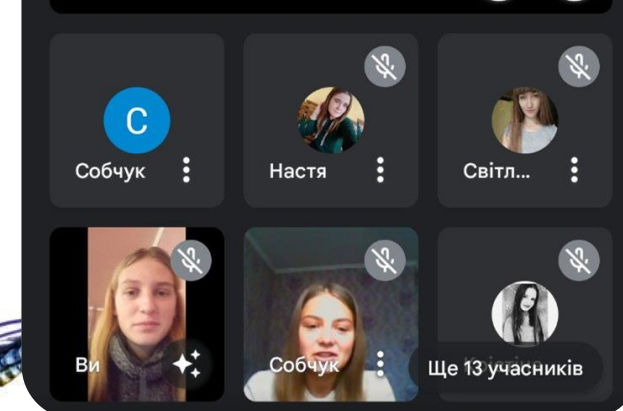 С
Собчук
Настя
Світл...
Ви
Собчук
Ще 13 учасників